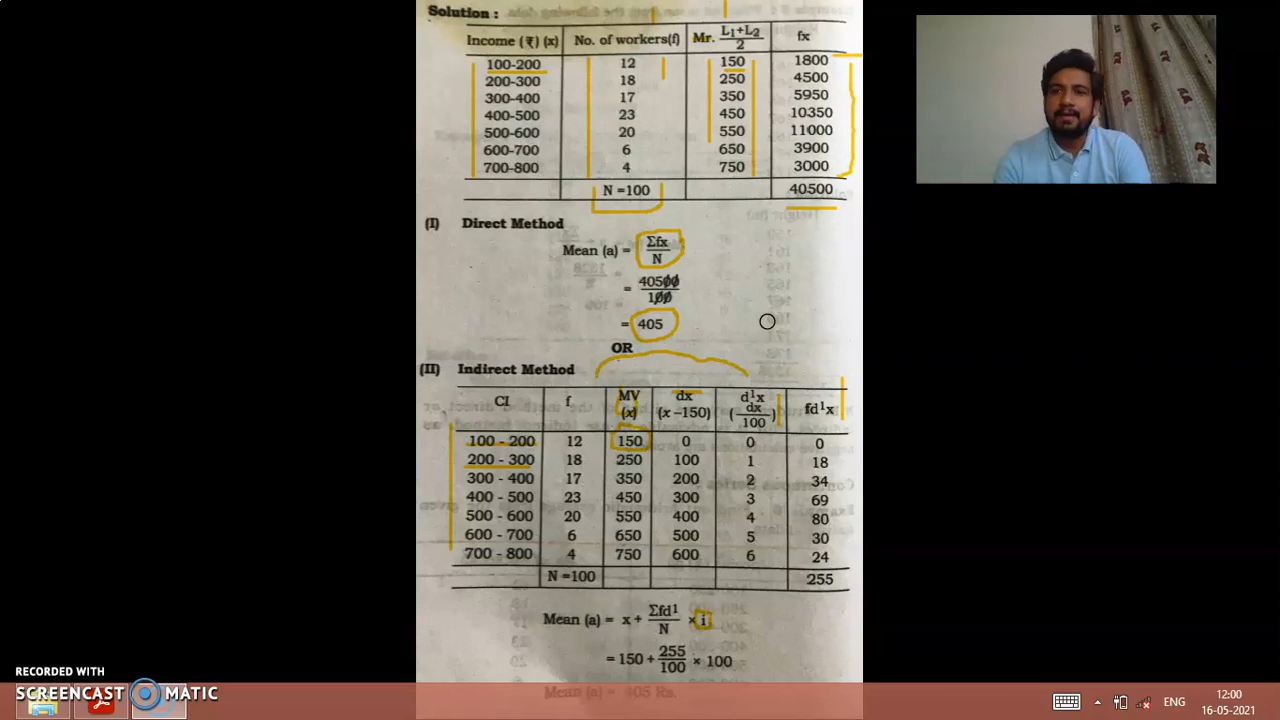 Solution :
Income (₹) (x) No. of workers(f) Mr. L₁+L₂/2 fx
100-200 12 150 1800
200-300 18 250 4500
300-400 17 350 5950
400-500 23 450 10350
500-600 20 550 11000
600-700 6 650 3900
700-800 4 750 3000
N =100 40500
(I) Direct Method
Mean (a) = Σfx/N
= 40500/100
= 405
OR
(II) Indirect Method
CI f MV (x) dx (x –150) d¹x (dx/100) fd¹x
100 - 200 12 150 0 0 0
200 - 300 18 250 100 1 18
300 - 400 17 350 200 2 34
400 - 500 23 450 300 3 69
500 - 600 20 550 400 4 80
600 - 700 6 650 500 5 30
700 - 800 4 750 600 6 24
N =100 255
Mean (a) = x + Σfd¹/N × i
= 150 + 255/100 × 100
Mean (a) = 405 Rs.
RECORDED WITH
SCREENCAST MATIC
ENG
12:00
16-05-2021